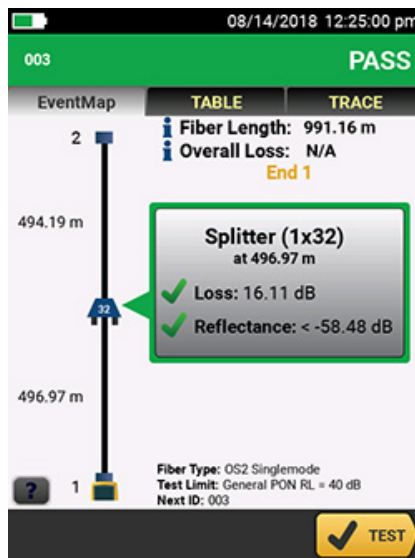 08/14/2018 12:25:00 pm
003 PASS
EventMap TABLE TRACE
2
i Fiber Length: 991.16 m
i Overall Loss: N/A
End 1
494.19 m
Splitter (1x32)
at 496.97 m
Loss: 16.11 dB
32
Reflectance: < -58.48 dB
496.97 m
Fiber Type: OS2 Singlemode
Test Limit: General PON RL = 40 dB
Next ID: 003
? 1
TEST